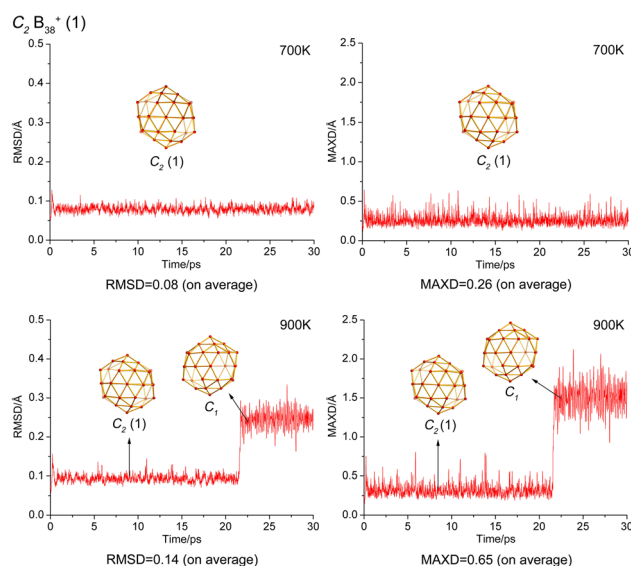 C₂ B₃₈⁺ (1)
700K
RMSD/Å
0.5
0.4
0.3
0.2
0.1
0.0
C₂ (1)
0 5 10 15 20 25 30
Time/ps
RMSD=0.08 (on average)
700K
MAXD/Å
2.5
2.0
1.5
1.0
0.5
0.0
C₂ (1)
0 5 10 15 20 25 30
Time/ps
MAXD=0.26 (on average)
900K
RMSD/Å
0.5
0.4
0.3
0.2
0.1
0.0
C₂ (1)
C₁
0 5 10 15 20 25 30
Time/ps
RMSD=0.14 (on average)
900K
MAXD/Å
2.5
2.0
1.5
1.0
0.5
0.0
C₂ (1)
C₁
0 5 10 15 20 25 30
Time/ps
MAXD=0.65 (on average)